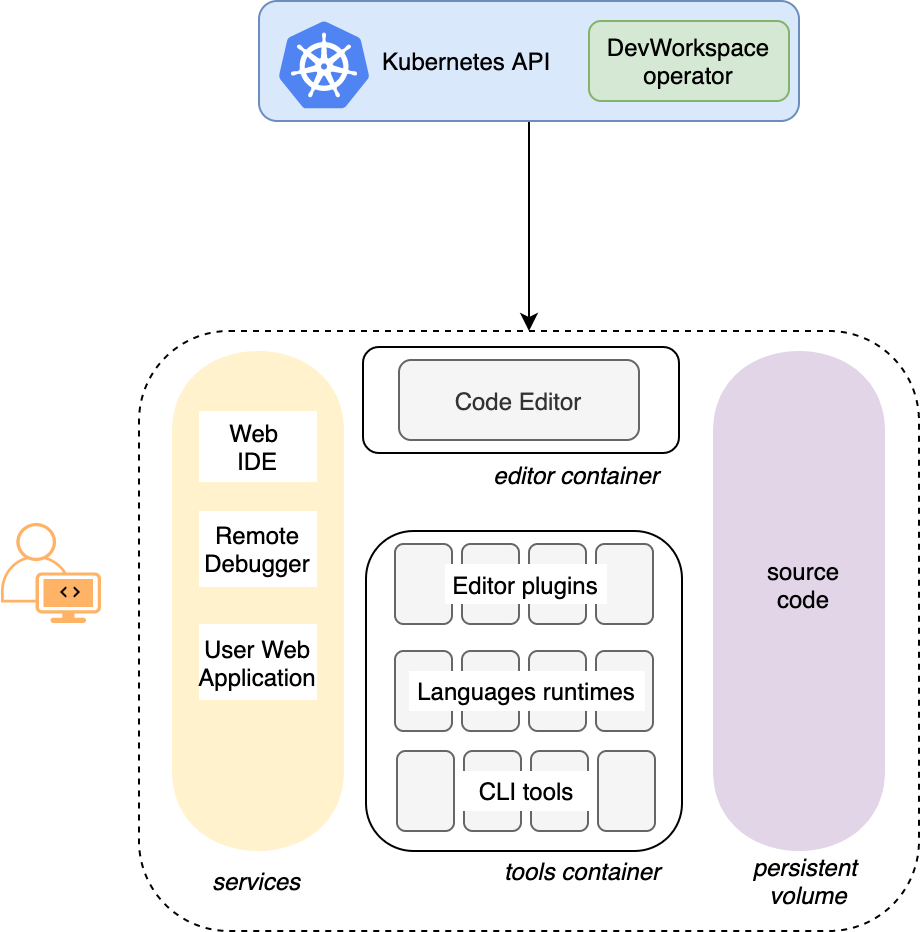 Kubernetes API
DevWorkspace
operator
Code Editor
editor container
Web
IDE
Remote
Debugger
User Web
Application
services
Editor plugins
Languages runtimes
CLI tools
tools container
source
code
persistent
volume